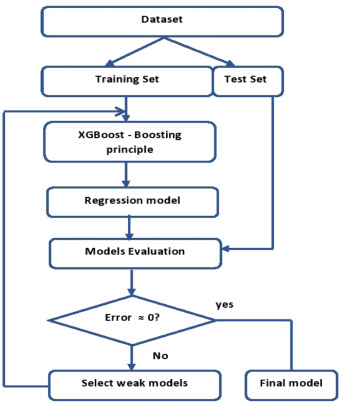 Dataset
Training Set
Test Set
XGBoost - Boosting
principle
Regression model
Models Evaluation
Error ≈ 0?
yes
No
Select weak models
Final model